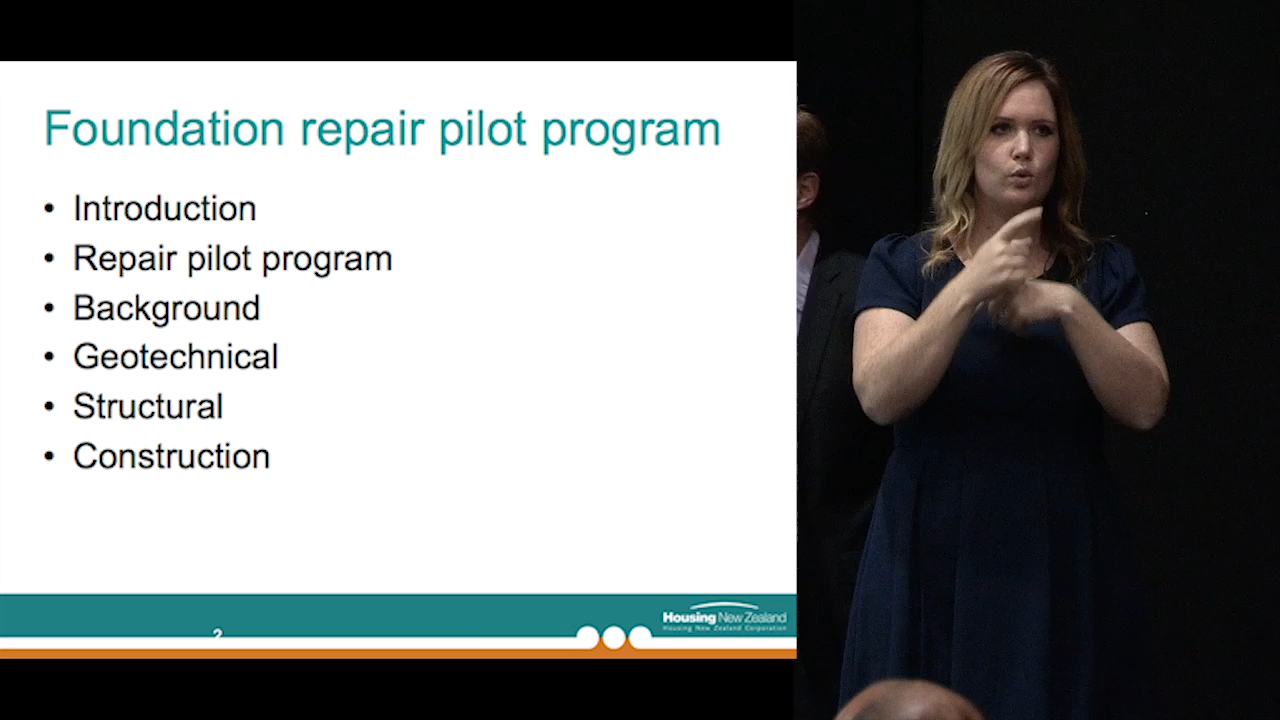 Foundation repair pilot program
• Introduction
• Repair pilot program
• Background
• Geotechnical
• Structural
• Construction
2
Housing New Zealand
Housing New Zealand Corporation